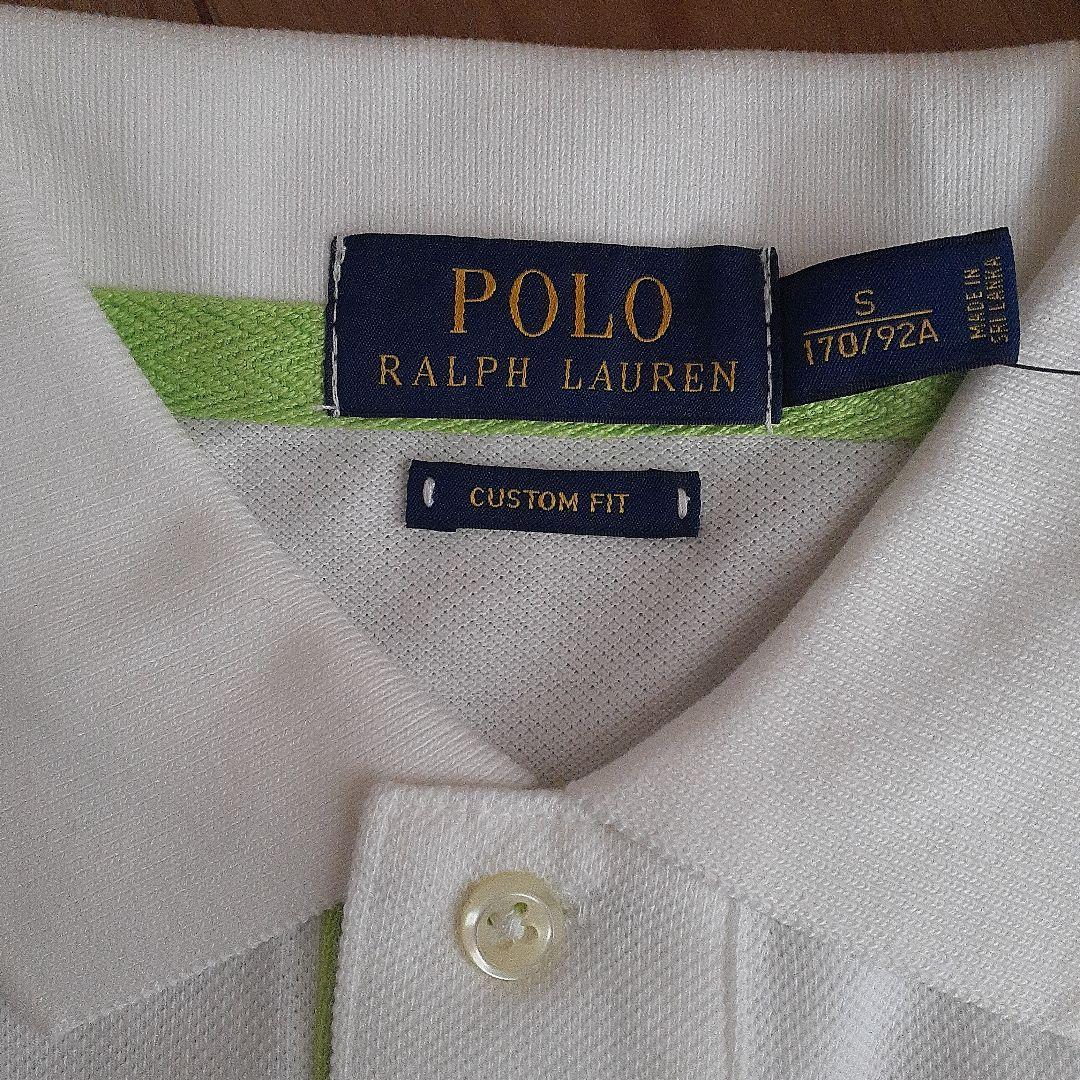 POLO
RALPH LAUREN
S
170/92A
MADE IN
SRI LANKA
CUSTOM FIT